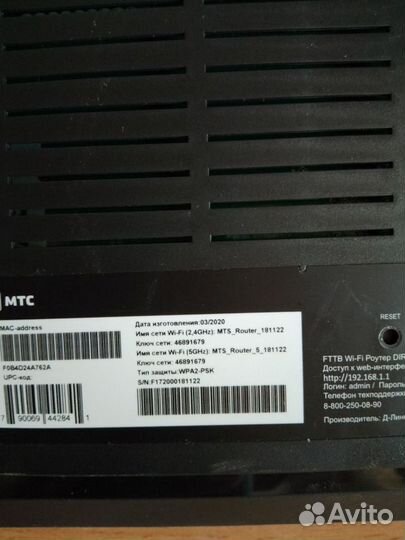 МТС
MAC-address
F0B4D24A762A
UPC-код:
7 90069 44284 1
Дата изготовления:03/2020
Имя сети Wi-Fi (2,4GHz): MTS_Router_181122
Ключ сети: 46891679
Имя сети Wi-Fi (5GHz): MTS_Router_5_181122
Ключ сети: 46891679
Тип защиты:WPA2-PSK
S/N:F172000181122
RESET
FTTB Wi-Fi Роутер DIR
Доступ к web-интерфе
http://192.168.1.1
Логин: admin / Пароль
Телефон техподдержки
8-800-250-08-90
Производитель: Д-Линк
Avito